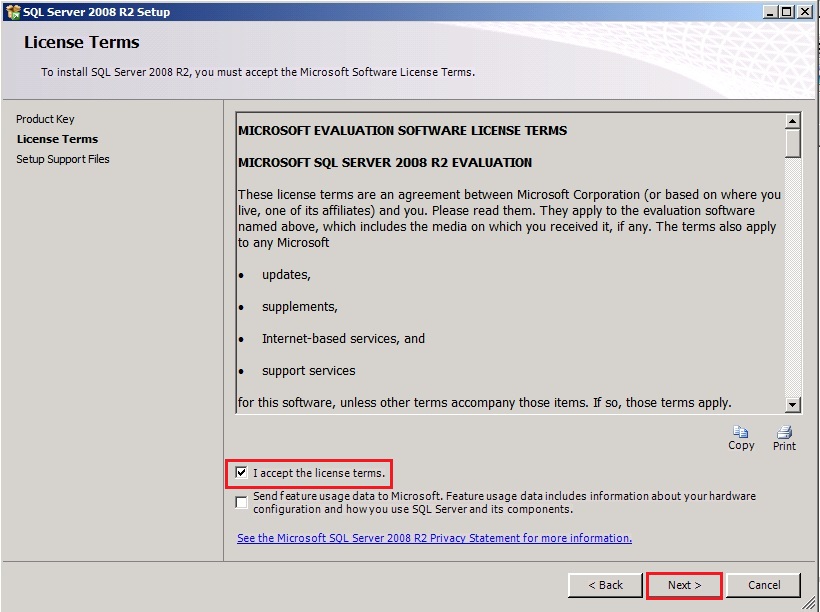 SQL Server 2008 R2 Setup
License Terms
To install SQL Server 2008 R2, you must accept the Microsoft Software License Terms.
Product Key
License Terms
Setup Support Files
MICROSOFT EVALUATION SOFTWARE LICENSE TERMS
MICROSOFT SQL SERVER 2008 R2 EVALUATION
These license terms are an agreement between Microsoft Corporation (or based on where you
live, one of its affiliates) and you. Please read them. They apply to the evaluation software
named above, which includes the media on which you received it, if any. The terms also apply
to any Microsoft
• updates,
• supplements,
• Internet-based services, and
• support services
for this software, unless other terms accompany those items. If so, those terms apply.
Copy Print
I accept the license terms.
Send feature usage data to Microsoft. Feature usage data includes information about your hardware
configuration and how you use SQL Server and its components.
See the Microsoft SQL Server 2008 R2 Privacy Statement for more information.
< Back Next > Cancel